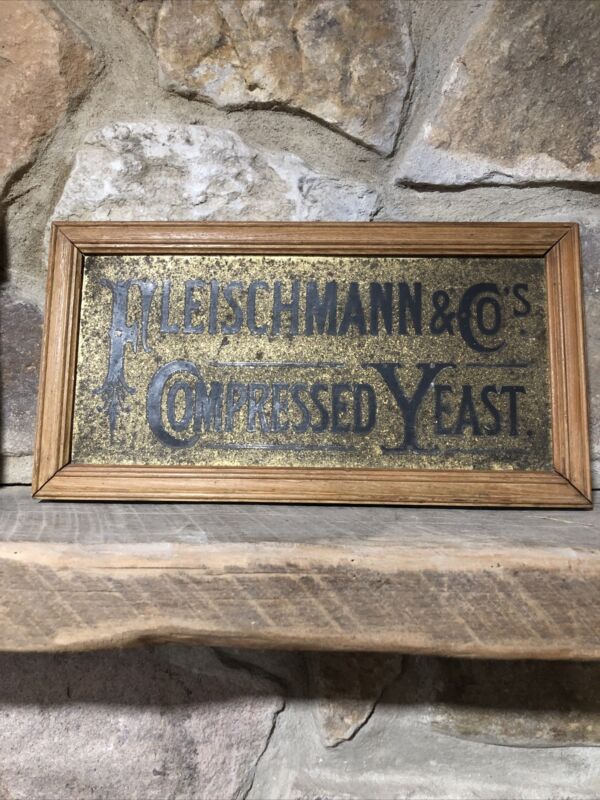 FLEISCHMANN & CO'S.
COMPRESSED YEAST.